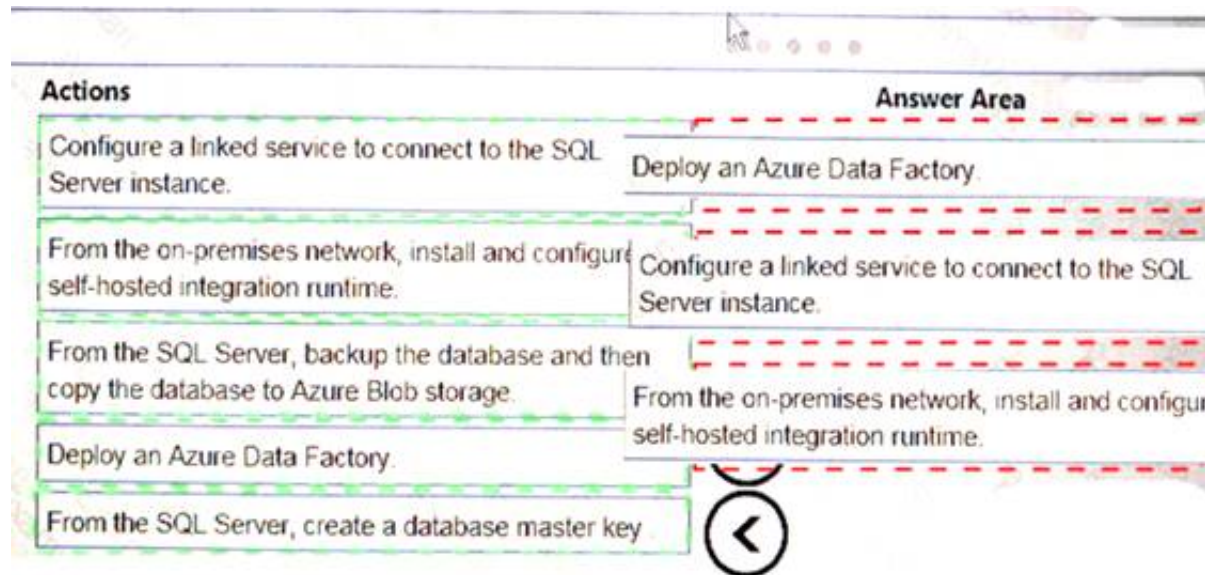 Actions
Answer Area
Configure a linked service to connect to the SQL
Server instance.
From the on-premises network, install and configure
self-hosted integration runtime.
From the SQL Server, backup the database and then
copy the database to Azure Blob storage.
Deploy an Azure Data Factory.
From the SQL Server, create a database master key
Deploy an Azure Data Factory.
Configure a linked service to connect to the SQL
Server instance.
From the on-premises network, install and configur
self-hosted integration runtime.